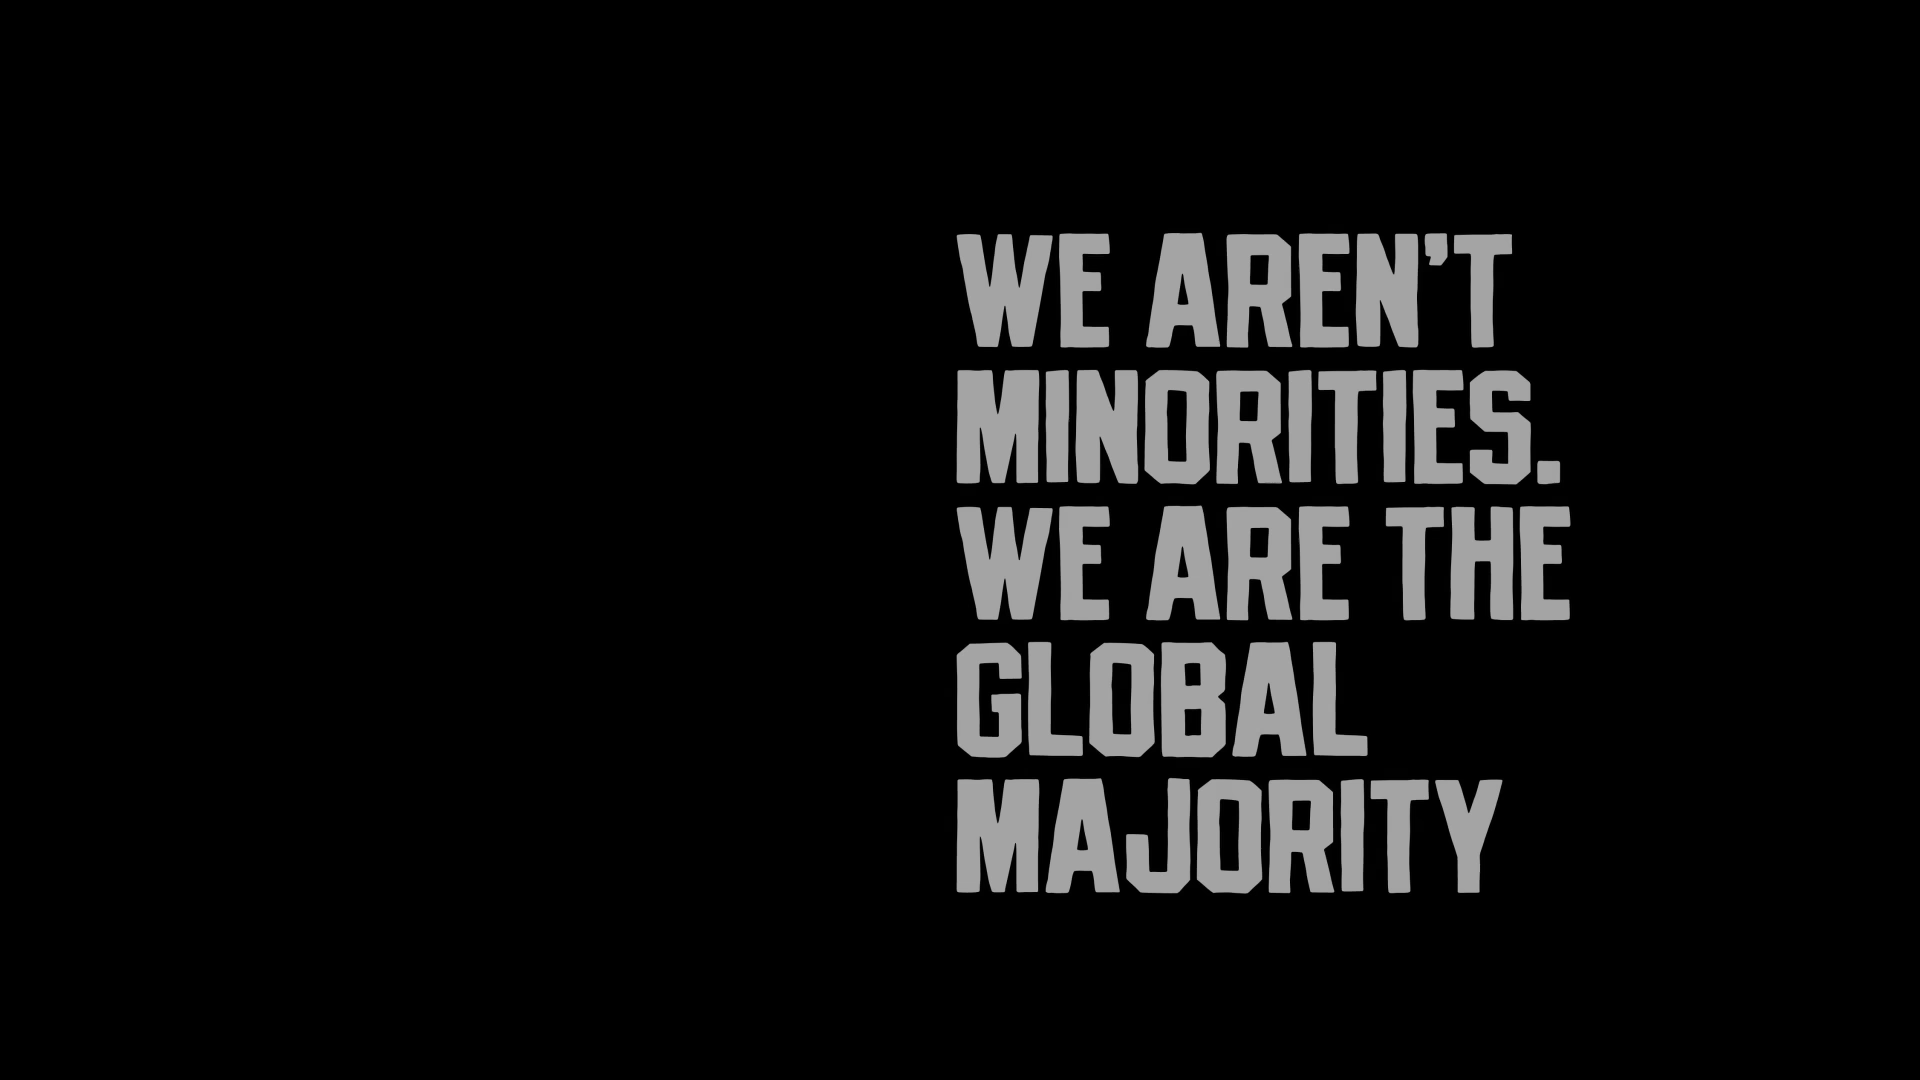 WE AREN’T
MINORITIES.
WE ARE THE
GLOBAL
MAJORITY